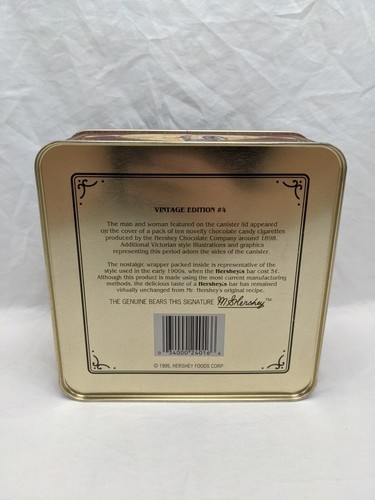 VINTAGE EDITION #4
The man and woman featured on the canister lid appeared
on the cover of a pack of ten novelty chocolate candy cigarettes
produced by the Hershey Chocolate Company around 1898.
Additional Victorian style illustrations and graphics
representing this period adorn the sides of the canister.
The nostalgic wrapper packed inside is representative of the
style used in the early 1900s, when the Hershey's bar cost 5¢.
Although this product is made using the most current manufacturing
methods, the delicious taste of a Hershey's bar has remained
virtually unchanged from Mr. Hershey's original recipe.
THE GENUINE BEARS THIS SIGNATURE M.S. Hershey™
34000 24016
© 1995, HERSHEY FOODS CORP.